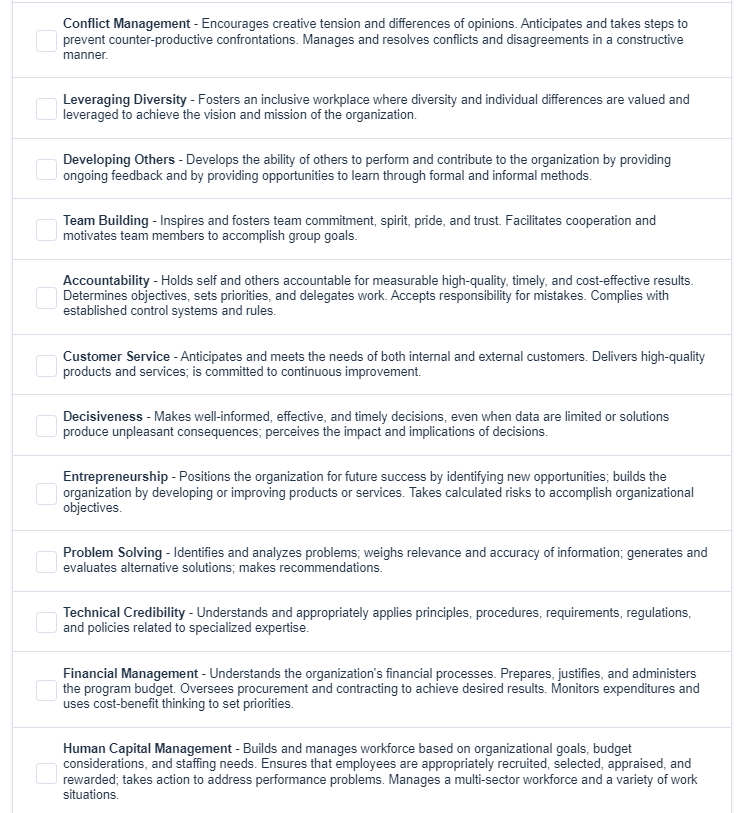 Conflict Management - Encourages creative tension and differences of opinions. Anticipates and takes steps to
prevent counter-productive confrontations. Manages and resolves conflicts and disagreements in a constructive
manner.
Leveraging Diversity - Fosters an inclusive workplace where diversity and individual differences are valued and
leveraged to achieve the vision and mission of the organization.
Developing Others - Develops the ability of others to perform and contribute to the organization by providing
ongoing feedback and by providing opportunities to learn through formal and informal methods.
Team Building - Inspires and fosters team commitment, spirit, pride, and trust. Facilitates cooperation and
motivates team members to accomplish group goals.
Accountability - Holds self and others accountable for measurable high-quality, timely, and cost-effective results.
Determines objectives, sets priorities, and delegates work. Accepts responsibility for mistakes. Complies with
established control systems and rules.
Customer Service - Anticipates and meets the needs of both internal and external customers. Delivers high-quality
products and services; is committed to continuous improvement.
Decisiveness - Makes well-informed, effective, and timely decisions, even when data are limited or solutions
produce unpleasant consequences; perceives the impact and implications of decisions.
Entrepreneurship - Positions the organization for future success by identifying new opportunities; builds the
organization by developing or improving products or services. Takes calculated risks to accomplish organizational
objectives.
Problem Solving - Identifies and analyzes problems; weighs relevance and accuracy of information; generates and
evaluates alternative solutions; makes recommendations.
Technical Credibility - Understands and appropriately applies principles, procedures, requirements, regulations,
and policies related to specialized expertise.
Financial Management - Understands the organization's financial processes. Prepares, justifies, and administers
the program budget. Oversees procurement and contracting to achieve desired results. Monitors expenditures and
uses cost-benefit thinking to set priorities.
Human Capital Management - Builds and manages workforce based on organizational goals, budget
considerations, and staffing needs. Ensures that employees are appropriately recruited, selected, appraised, and
rewarded; takes action to address performance problems. Manages a multi-sector workforce and a variety of work
situations.